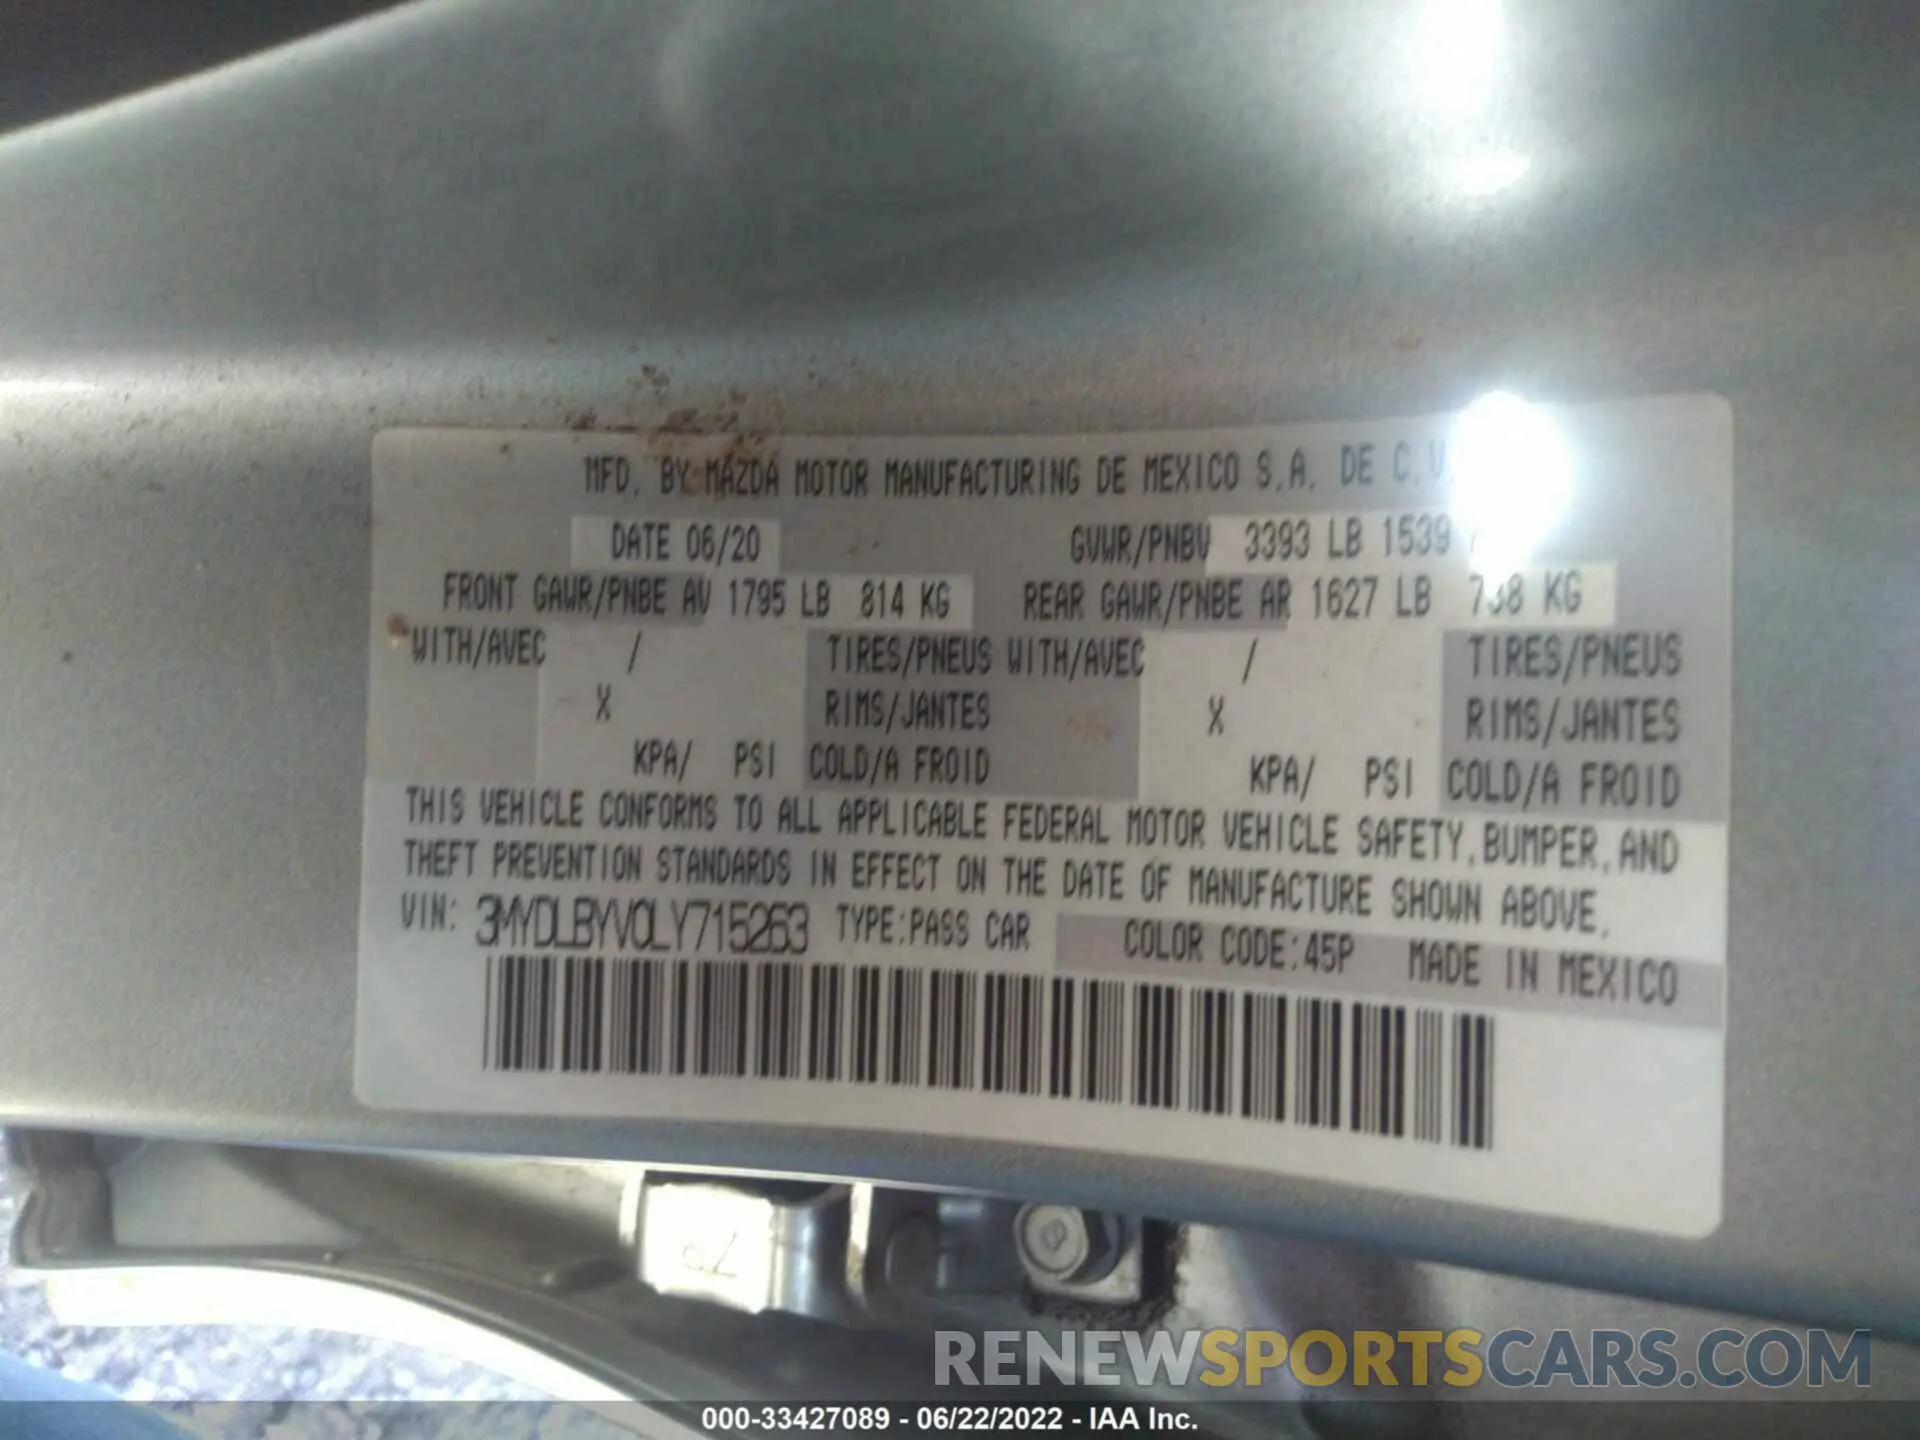 MFD. BY MAZDA MOTOR MANUFACTURING DE MEXICO S.A. DE C.V.
DATE 06/20 GVWR/PNBV 3393 LB 1539
FRONT GAWR/PNBE AV 1795 LB 814 KG REAR GAWR/PNBE AR 1627 LB KG
WITH/AVEC / TIRES/PNEUS WITH/AVEC / TIRES/PNEUS
X RIMS/JANTES X RIMS/JANTES
KPA/ PSI COLD/A FROID KPA/ PSI COLD/A FROID
THIS VEHICLE CONFORMS TO ALL APPLICABLE FEDERAL MOTOR VEHICLE SAFETY, BUMPER, AND
THEFT PREVENTION STANDARDS IN EFFECT ON THE DATE OF MANUFACTURE SHOWN ABOVE.
VIN: 3MYDLBYV0LY715263 TYPE:PASS CAR COLOR CODE:45P MADE IN MEXICO
RENEWSPORTSCARS.COM
000-33427089 - 06/22/2022 - IAA Inc.